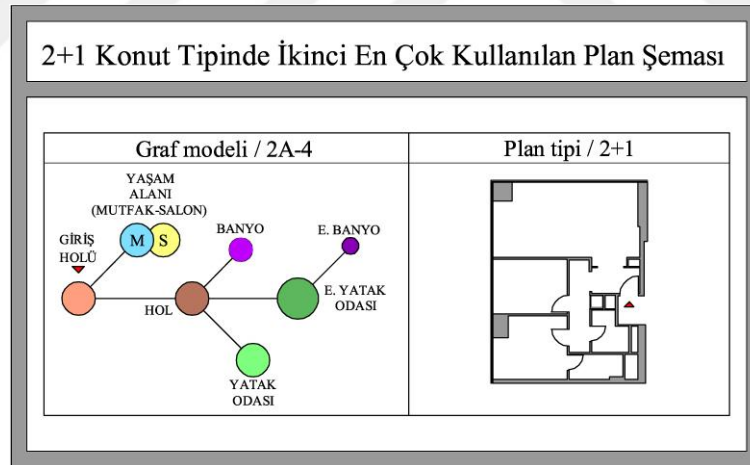 2+1 Konut Tipinde İkinci En Çok Kullanılan Plan Şeması
Graf modeli / 2A-4
Plan tipi / 2+1
YAŞAM
ALANI
(MUTFAK-SALON)
GİRİŞ
HOLÜ
M
S
BANYO
E. BANYO
HOL
E. YATAK
ODASI
YATAK
ODASI